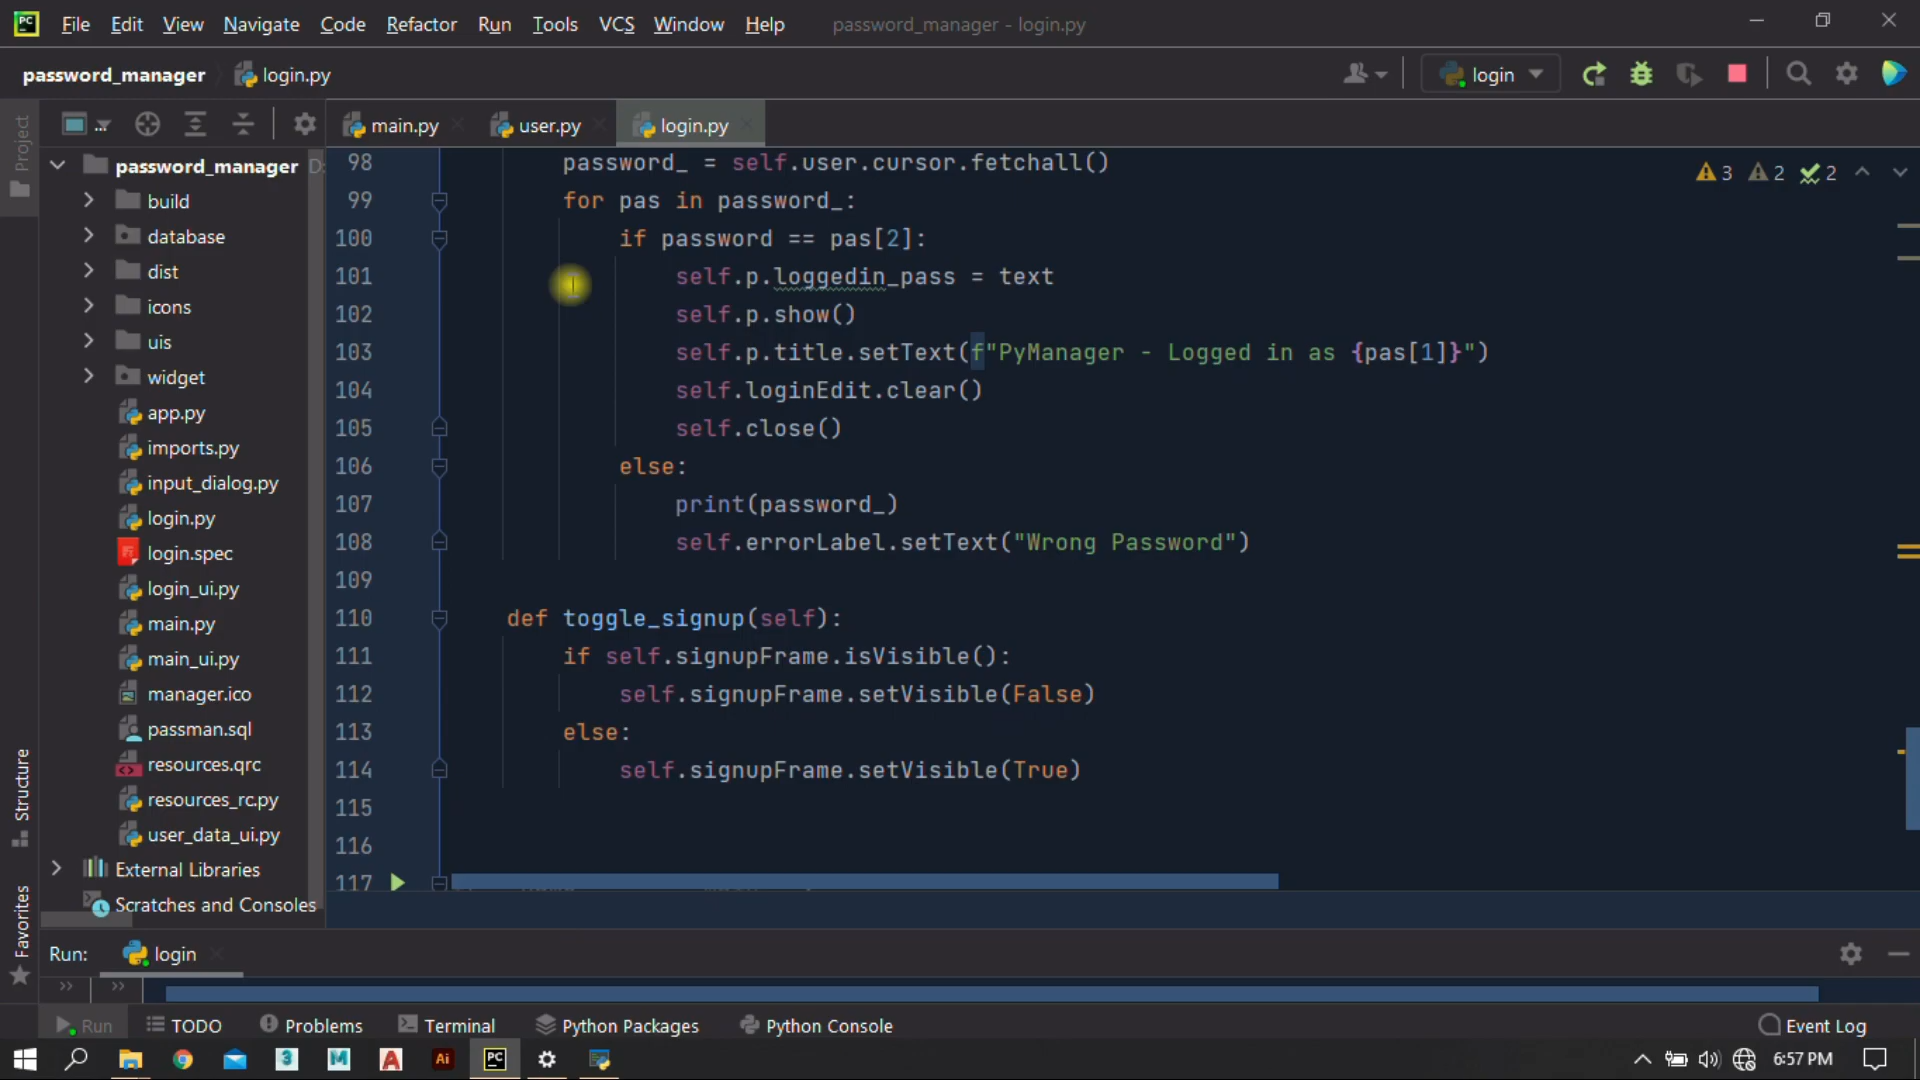 File Edit View Navigate Code Refactor Run Tools VCS Window Help password_manager - login.py
password_manager login.py login
Project ... main.py user.py login.py
password_manager D:
build
database
dist
icons
uis
widget
app.py
imports.py
input_dialog.py
login.py
login.spec
login_ui.py
main.py
main_ui.py
manager.ico
passman.sql
resources.qrc
resources_rc.py
user_data_ui.py
External Libraries
Scratches and Consoles
Structure
Favorites
3 2 2
98 password_ = self.user.cursor.fetchall()
99 for pas in password_:
100 if password == pas[2]:
101 self.p.loggedin_pass = text
102 self.p.show()
103 self.p.title.setText(f"PyManager - Logged in as {pas[1]}")
104 self.loginEdit.clear()
105 self.close()
106 else:
107 print(password_)
108 self.errorLabel.setText("Wrong Password")
109
110 def toggle_signup(self):
111 if self.signupFrame.isVisible():
112 self.signupFrame.setVisible(False)
113 else:
114 self.signupFrame.setVisible(True)
115
116
117
Run: login
Run TODO Problems Terminal Python Packages Python Console Event Log
6:57 PM